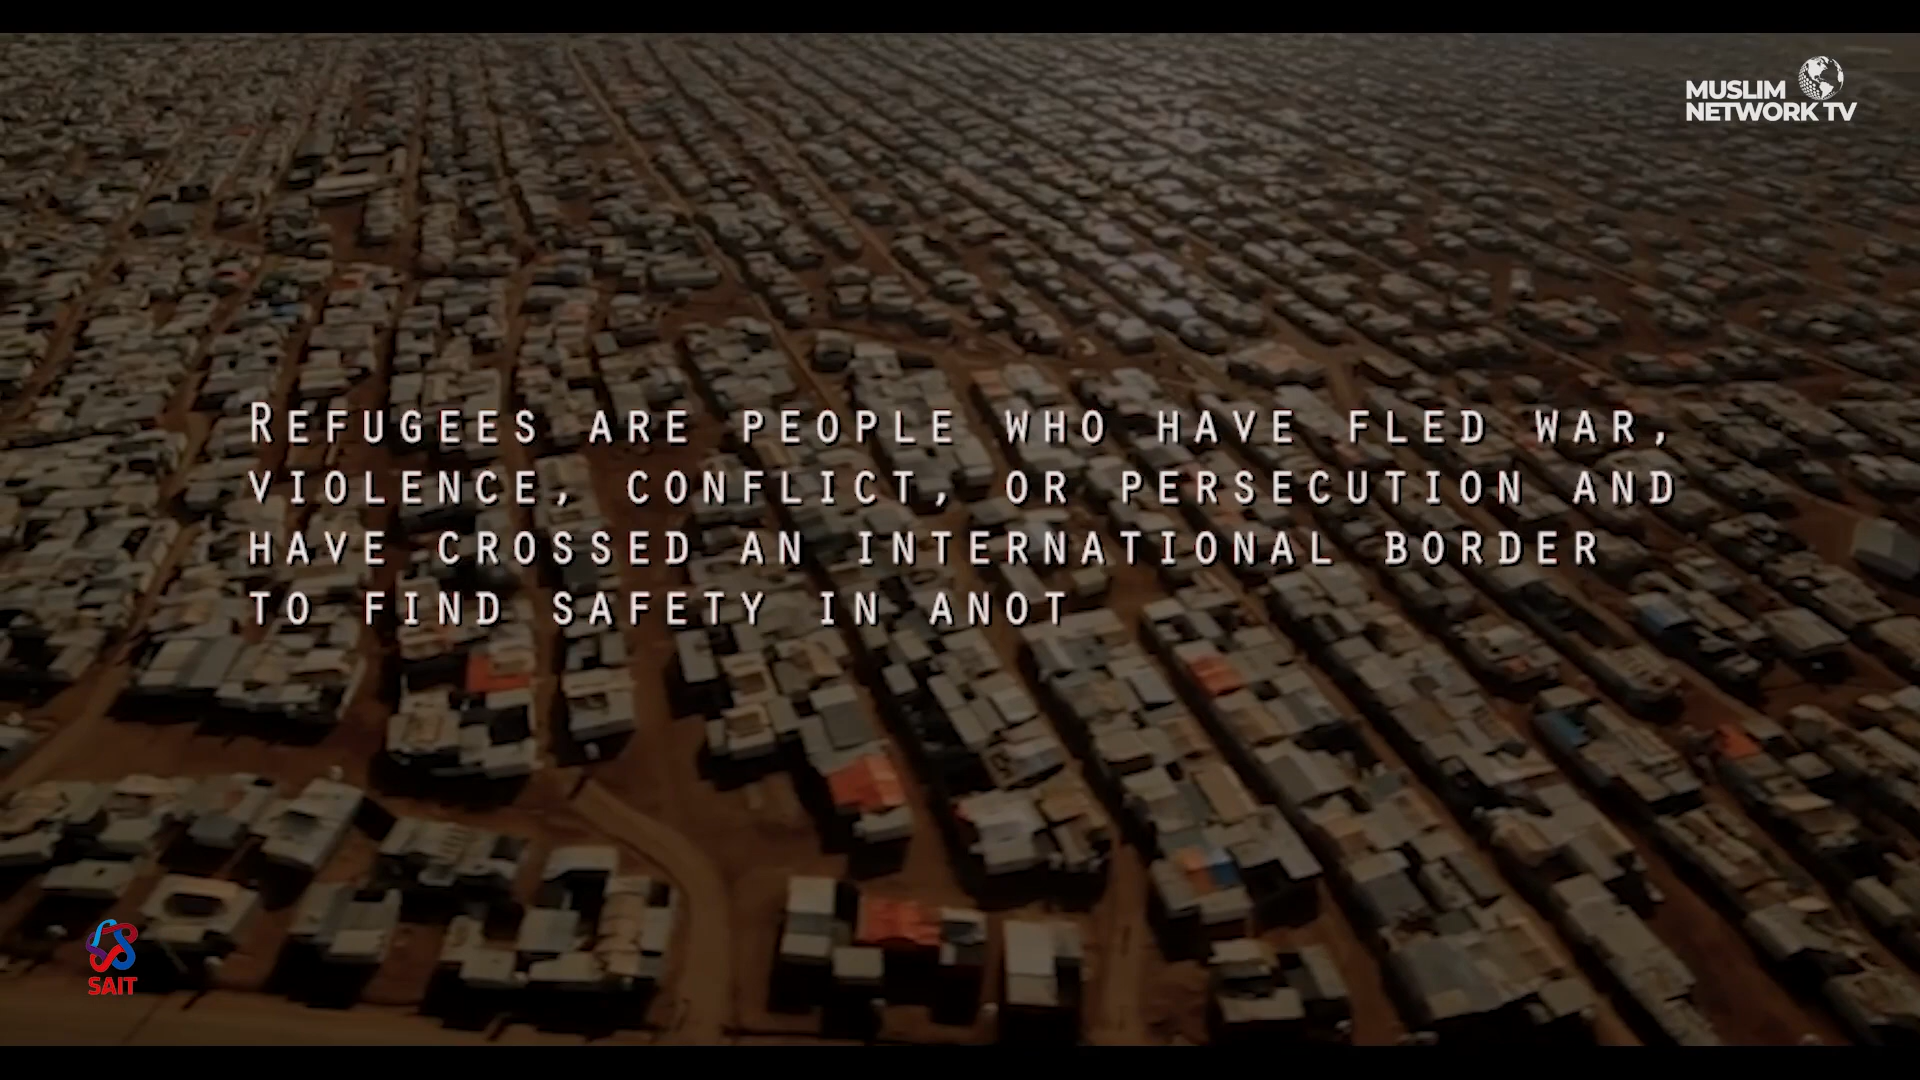 MUSLIM
NETWORK TV
REFUGEES ARE PEOPLE WHO HAVE FLED WAR,
VIOLENCE, CONFLICT, OR PERSECUTION AND
HAVE CROSSED AN INTERNATIONAL BORDER
TO FIND SAFETY IN ANOT
SAIT